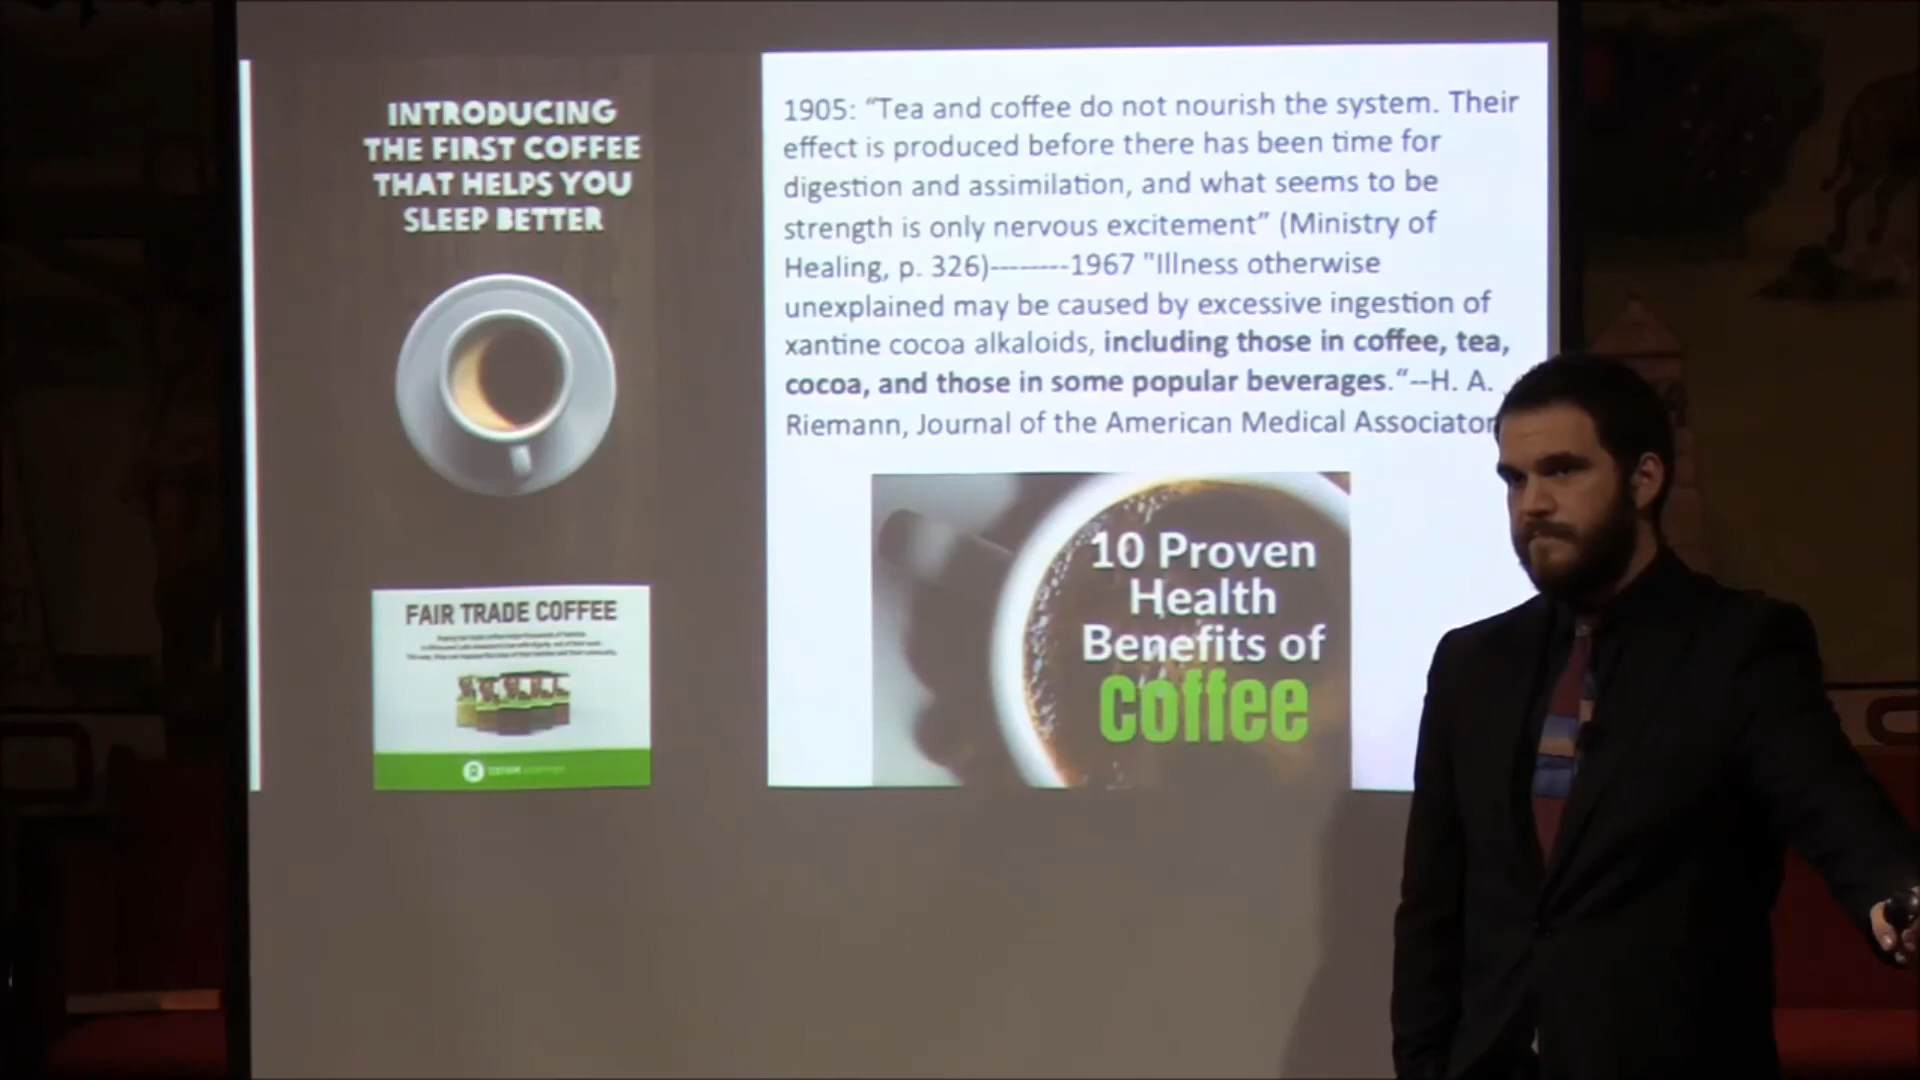 INTRODUCING
THE FIRST COFFEE
THAT HELPS YOU
SLEEP BETTER
FAIR TRADE COFFEE
1905: “Tea and coffee do not nourish the system. Their
effect is produced before there has been time for
digestion and assimilation, and what seems to be
strength is only nervous excitement” (Ministry of
Healing, p. 326)--------1967 "Illness otherwise
unexplained may be caused by excessive ingestion of
xantine cocoa alkaloids, including those in coffee, tea,
cocoa, and those in some popular beverages.“--H. A.
Riemann, Journal of the American Medical Associaton
10 Proven
Health
Benefits of
coffee